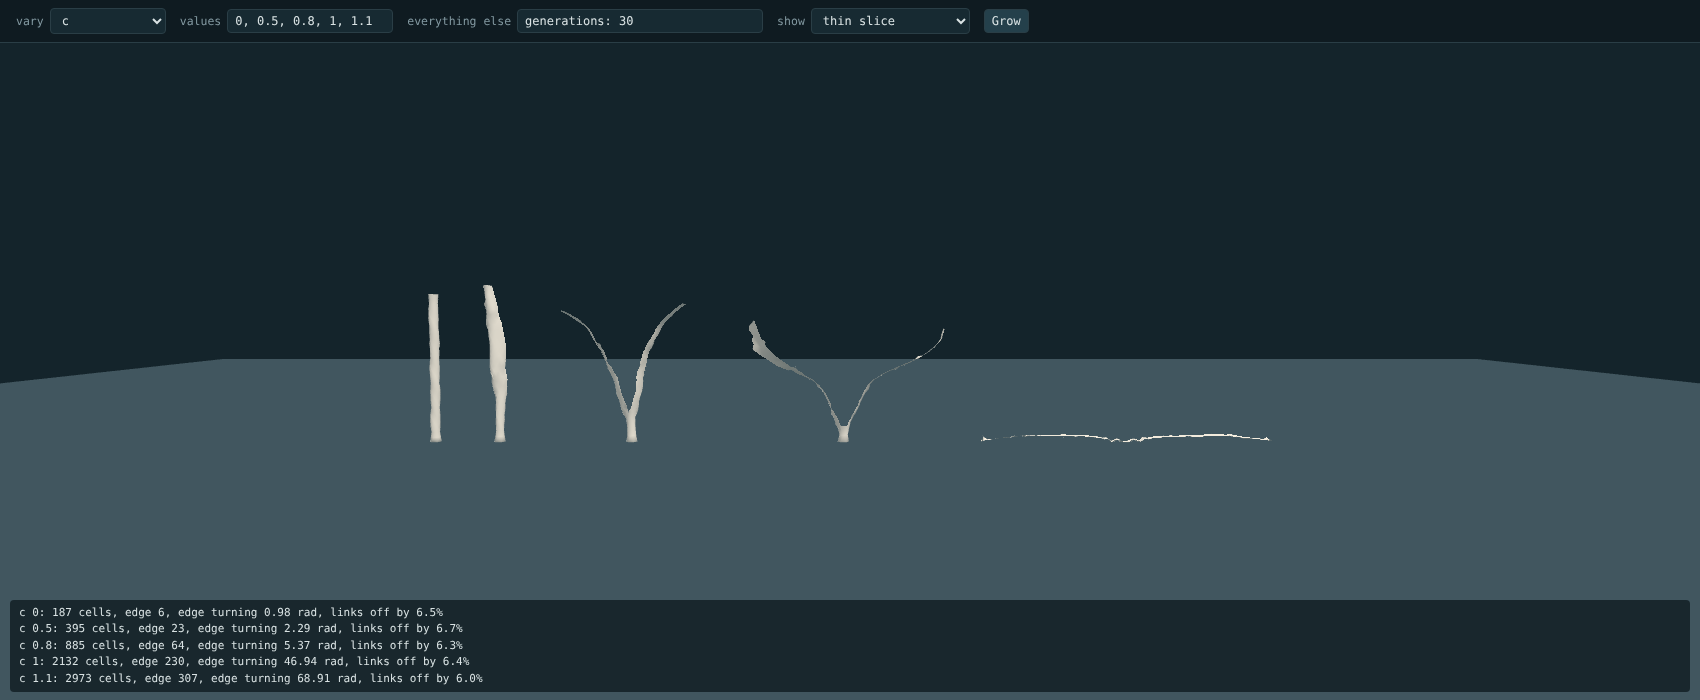 vary c values 0, 0.5, 0.8, 1, 1.1 everything else generations: 30 show thin slice Grow
c 0: 187 cells, edge 6, edge turning 0.98 rad, links off by 6.5%
c 0.5: 395 cells, edge 23, edge turning 2.29 rad, links off by 6.7%
c 0.8: 885 cells, edge 64, edge turning 5.37 rad, links off by 6.3%
c 1: 2132 cells, edge 230, edge turning 46.94 rad, links off by 6.4%
c 1.1: 2973 cells, edge 307, edge turning 68.91 rad, links off by 6.0%